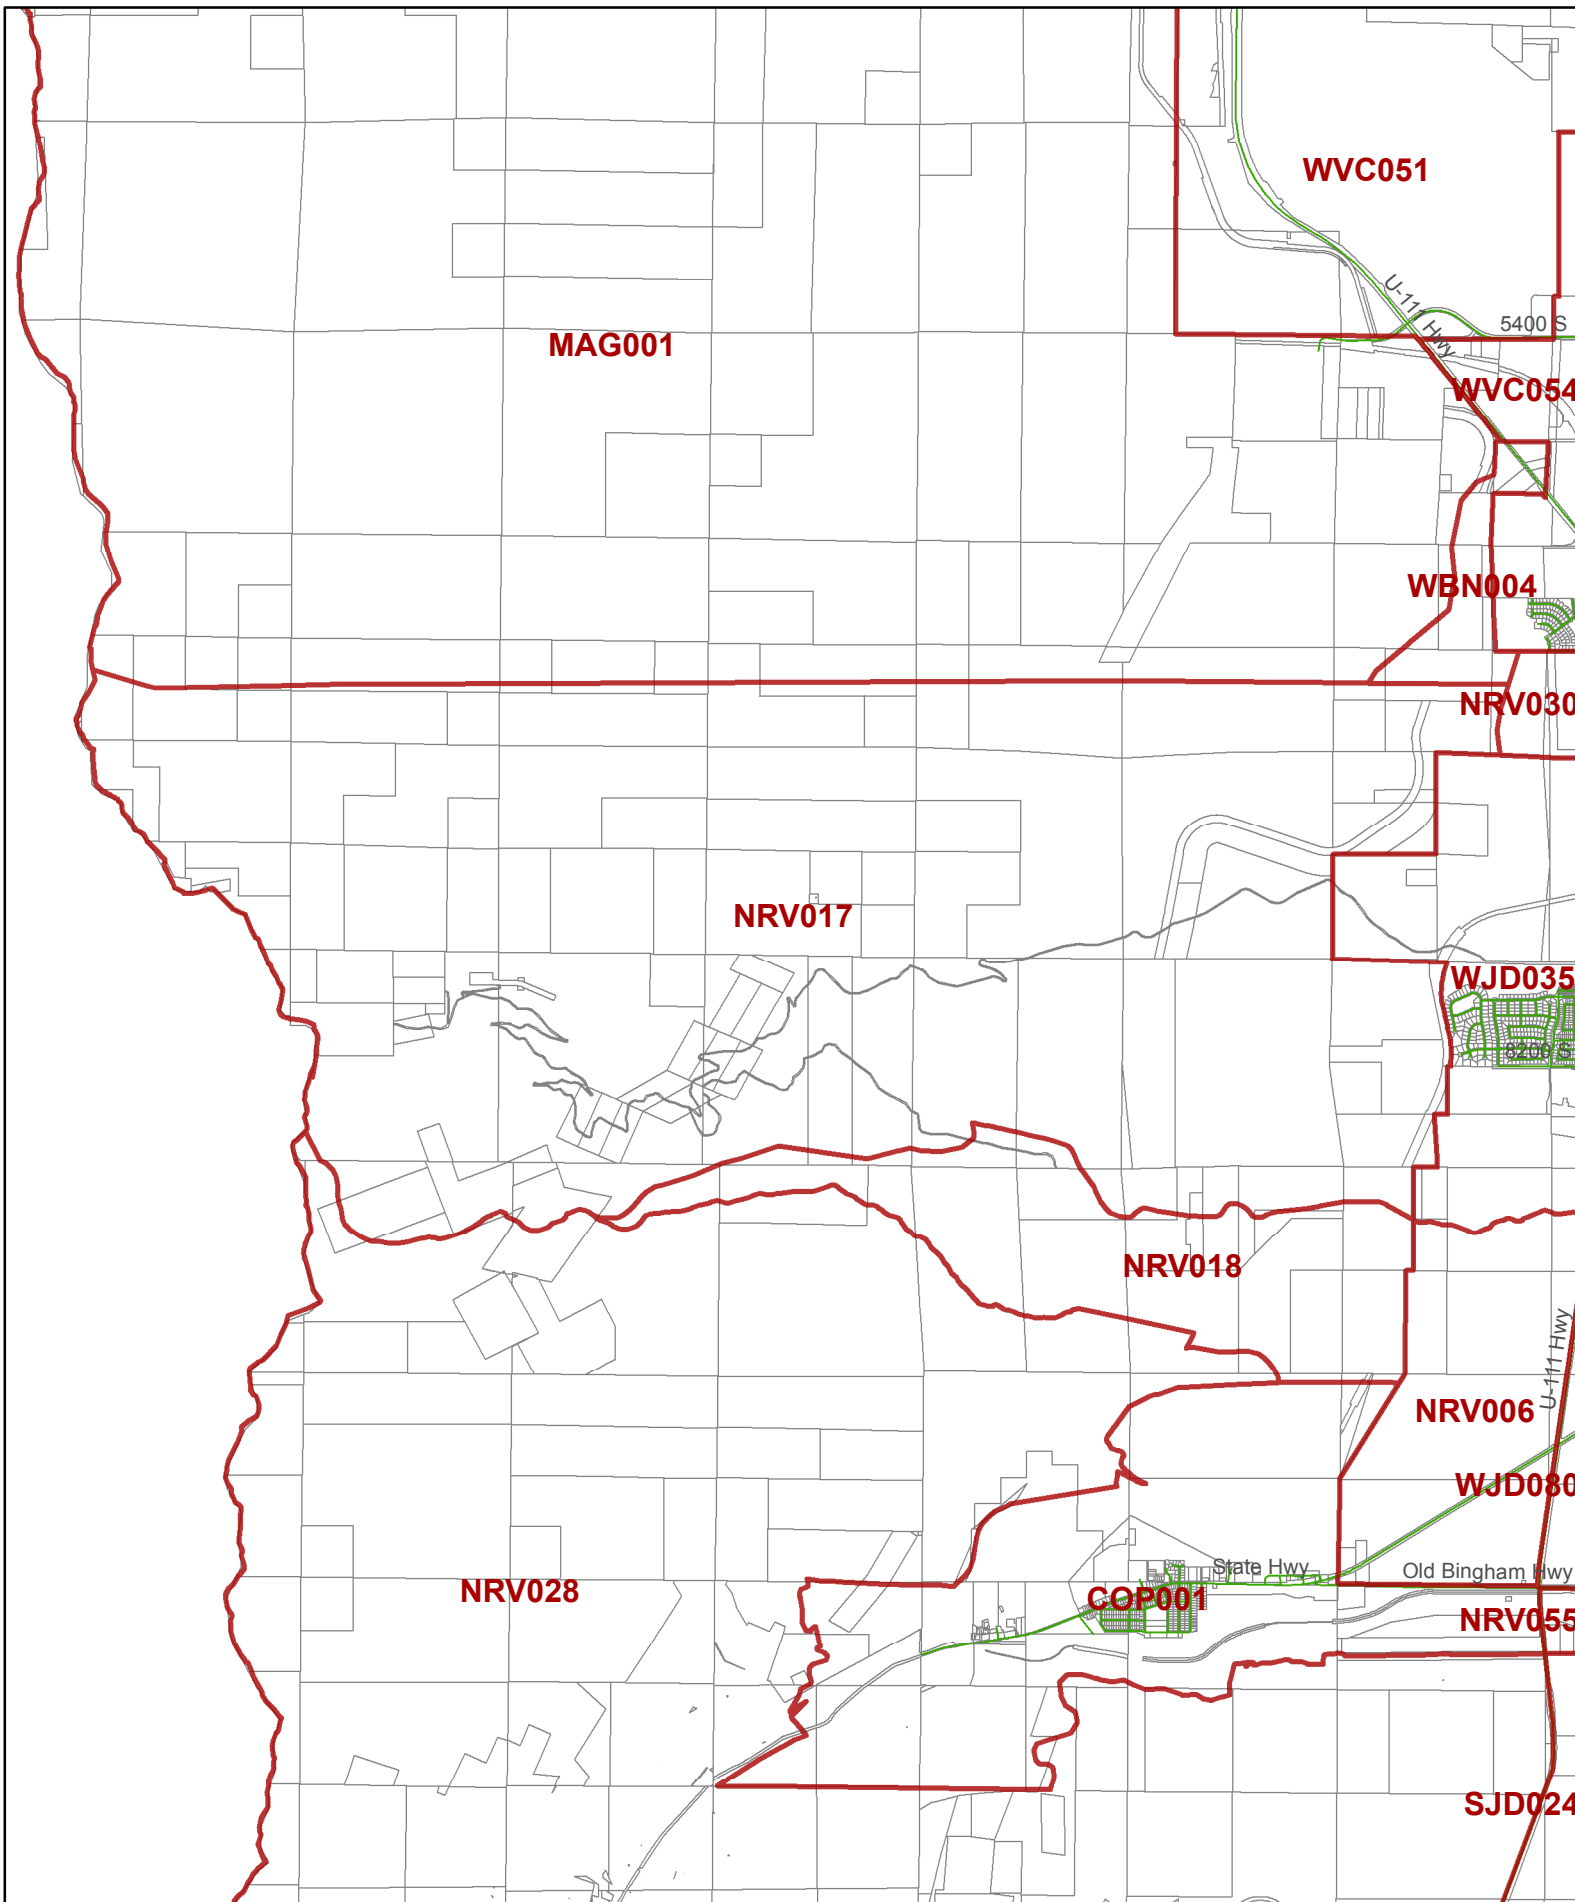 WVC051
U-111 Hwy
5400 S
MAG001
WVC054
WBN004
NRV030
NRV017
WJD035
8200 S
NRV018
U-111 Hwy
NRV006
WJD080
State Hwy
Old Bingham Hwy
NRV028
COP001
NRV055
SJD024